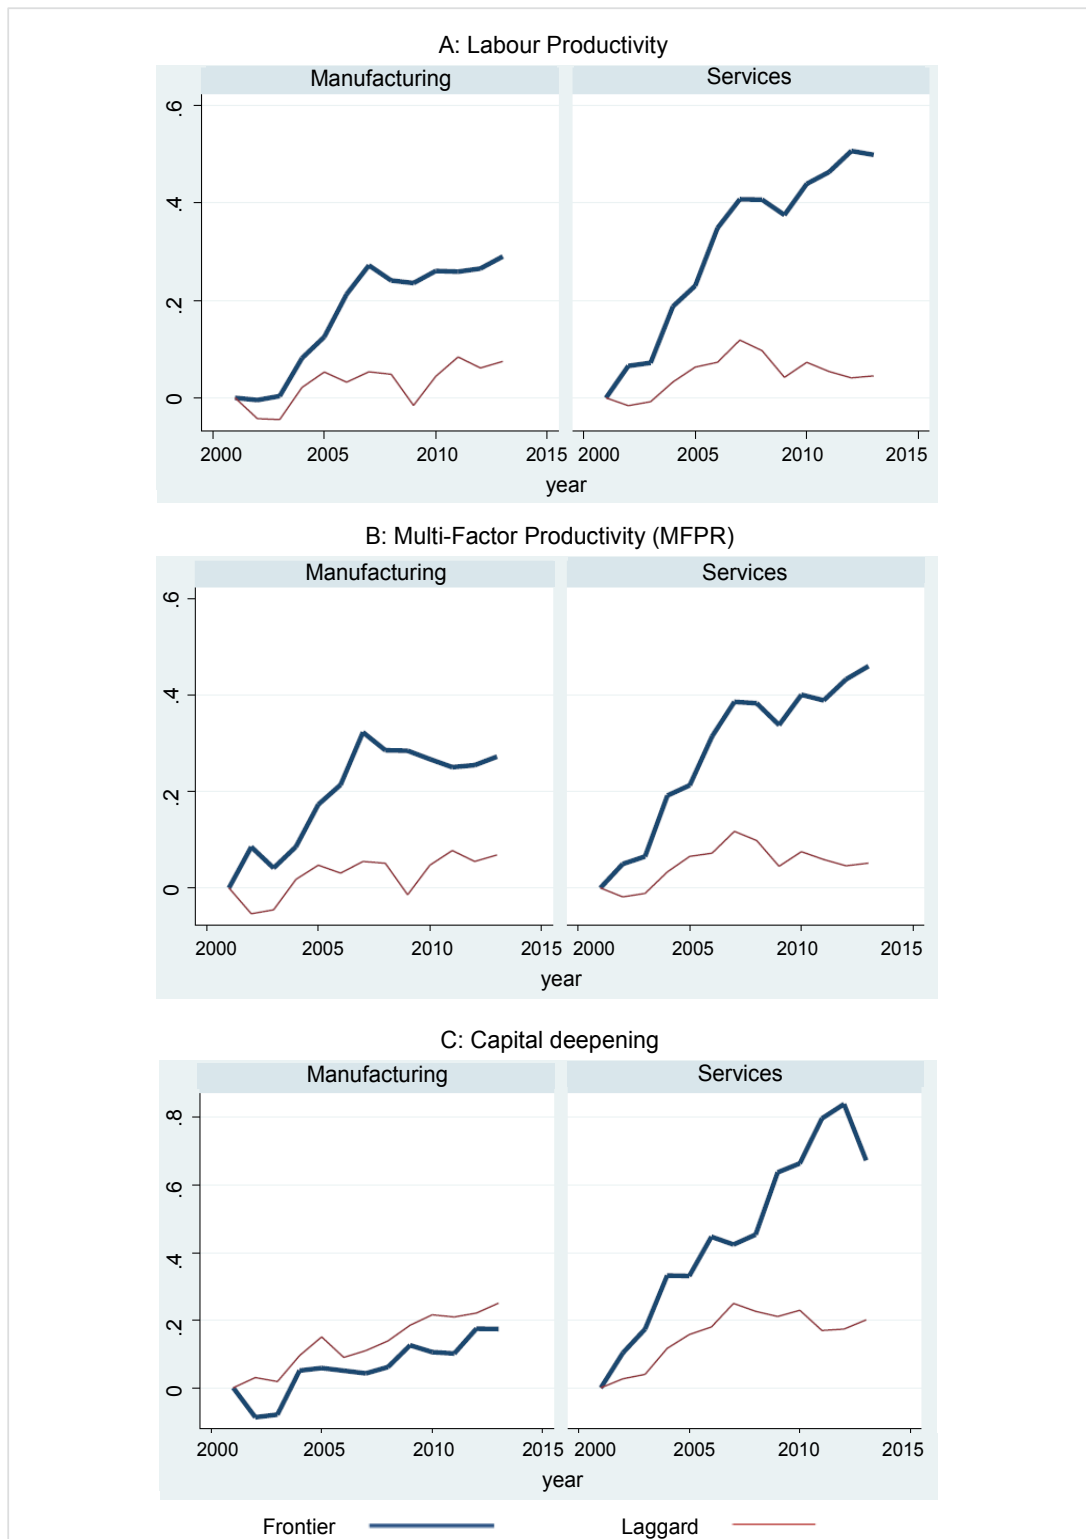 A: Labour Productivity
Manufacturing Services
.6
.4
.2
0
2000 2005 2010 2015 2000 2005 2010 2015
year
B: Multi-Factor Productivity (MFPR)
Manufacturing Services
.6
.4
.2
0
2000 2005 2010 2015 2000 2005 2010 2015
year
C: Capital deepening
Manufacturing Services
.8
.6
.4
.2
0
2000 2005 2010 2015 2000 2005 2010 2015
year
Frontier Laggard